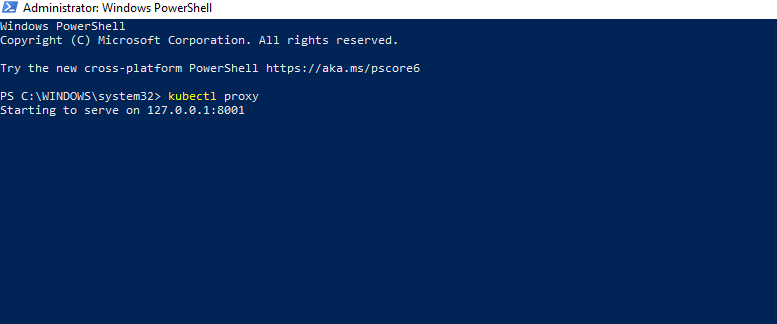 Administrator: Windows PowerShell
Windows PowerShell
Copyright (C) Microsoft Corporation. All rights reserved.
Try the new cross-platform PowerShell https://aka.ms/pscore6
PS C:\WINDOWS\system32> kubectl proxy
Starting to serve on 127.0.0.1:8001